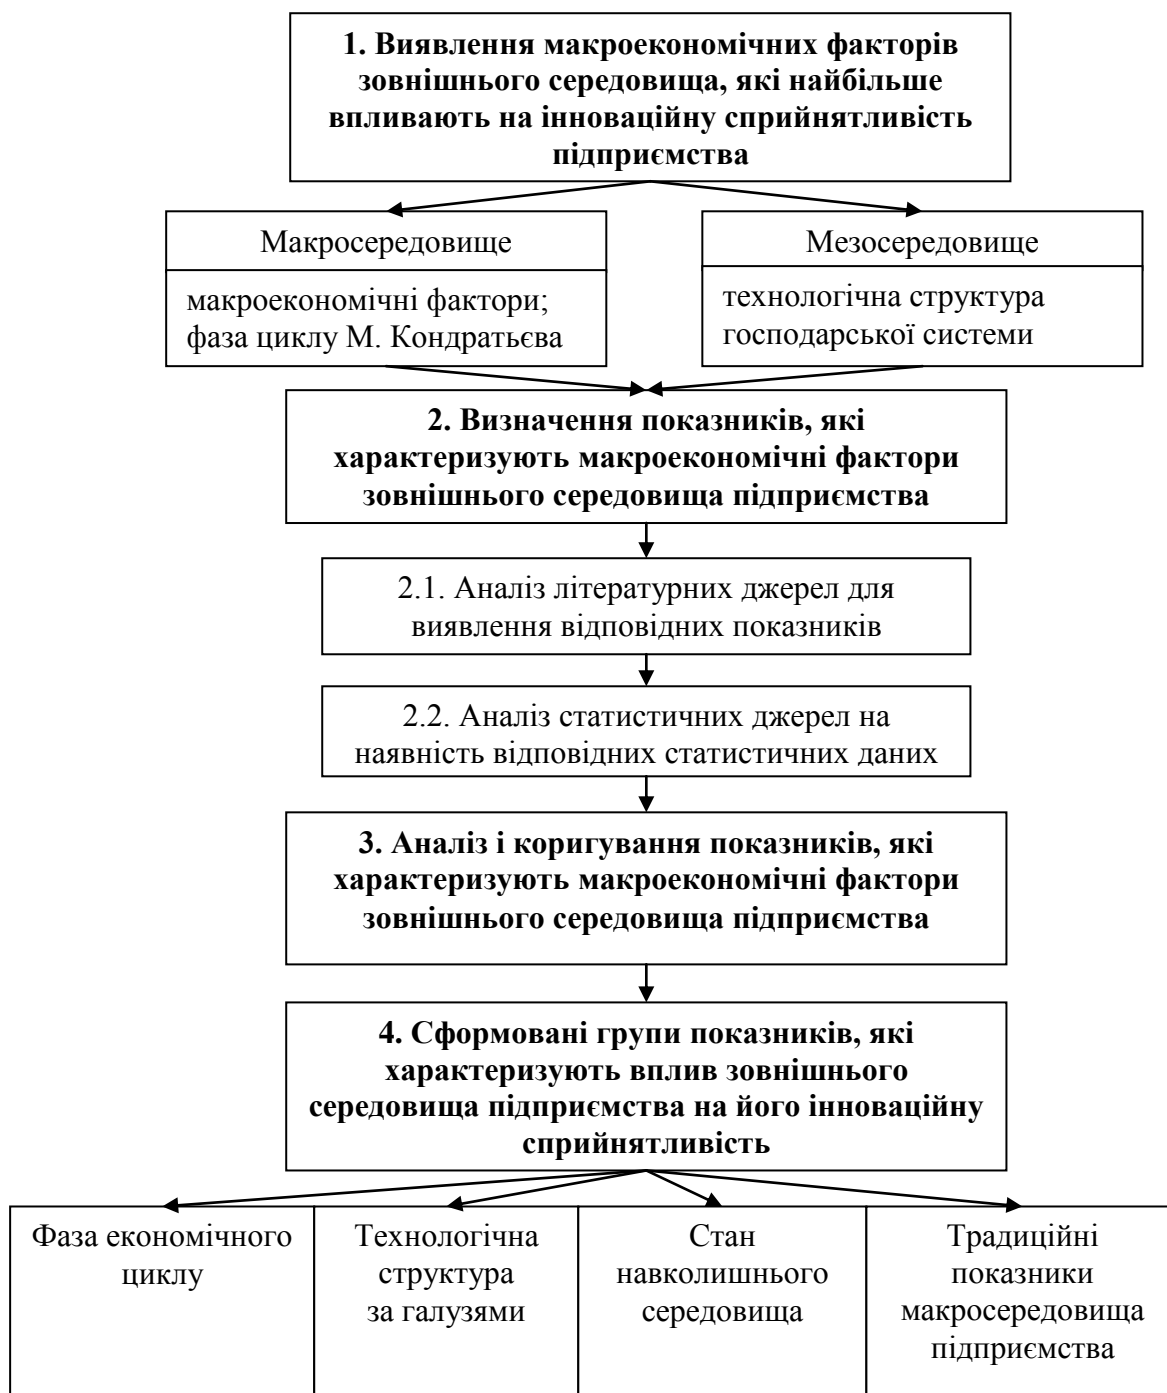 1. Виявлення макроекономічних факторів
зовнішнього середовища, які найбільше
впливають на інноваційну сприйнятливість
підприємства
Макросередовище
макроекономічні фактори;
фаза циклу М. Кондратьєва
Мезосередовище
технологічна структура
господарської системи
2. Визначення показників, які
характеризують макроекономічні фактори
зовнішнього середовища підприємства
2.1. Аналіз літературних джерел для
виявлення відповідних показників
2.2. Аналіз статистичних джерел на
наявність відповідних статистичних даних
3. Аналіз і коригування показників, які
характеризують макроекономічні фактори
зовнішнього середовища підприємства
4. Сформовані групи показників, які
характеризують вплив зовнішнього
середовища підприємства на його інноваційну
сприйнятливість
Фаза економічного
циклу
Технологічна
структура
за галузями
Стан
навколишнього
середовища
Традиційні
показники
макросередовища
підприємства